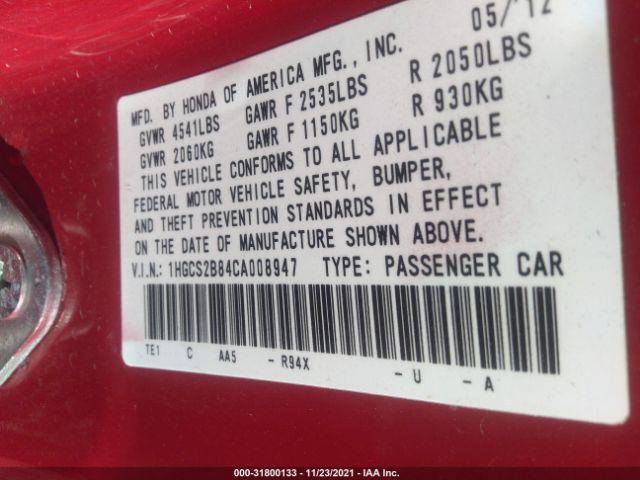 05/'12
MFD. BY HONDA OF AMERICA MFG., INC.
GVWR 4541LBS GAWR F 2535LBS R 2050LBS
GVWR 2060KG GAWR F 1150KG R 930KG
THIS VEHICLE CONFORMS TO ALL APPLICABLE
FEDERAL MOTOR VEHICLE SAFETY, BUMPER,
AND THEFT PREVENTION STANDARDS IN EFFECT
ON THE DATE OF MANUFACTURE SHOWN ABOVE.
V.I.N.: 1HGCS2B84CA008947 TYPE: PASSENGER CAR
TE1 C AA5 - R94X - U - A
000-31800133 - 11/23/2021 - IAA Inc.